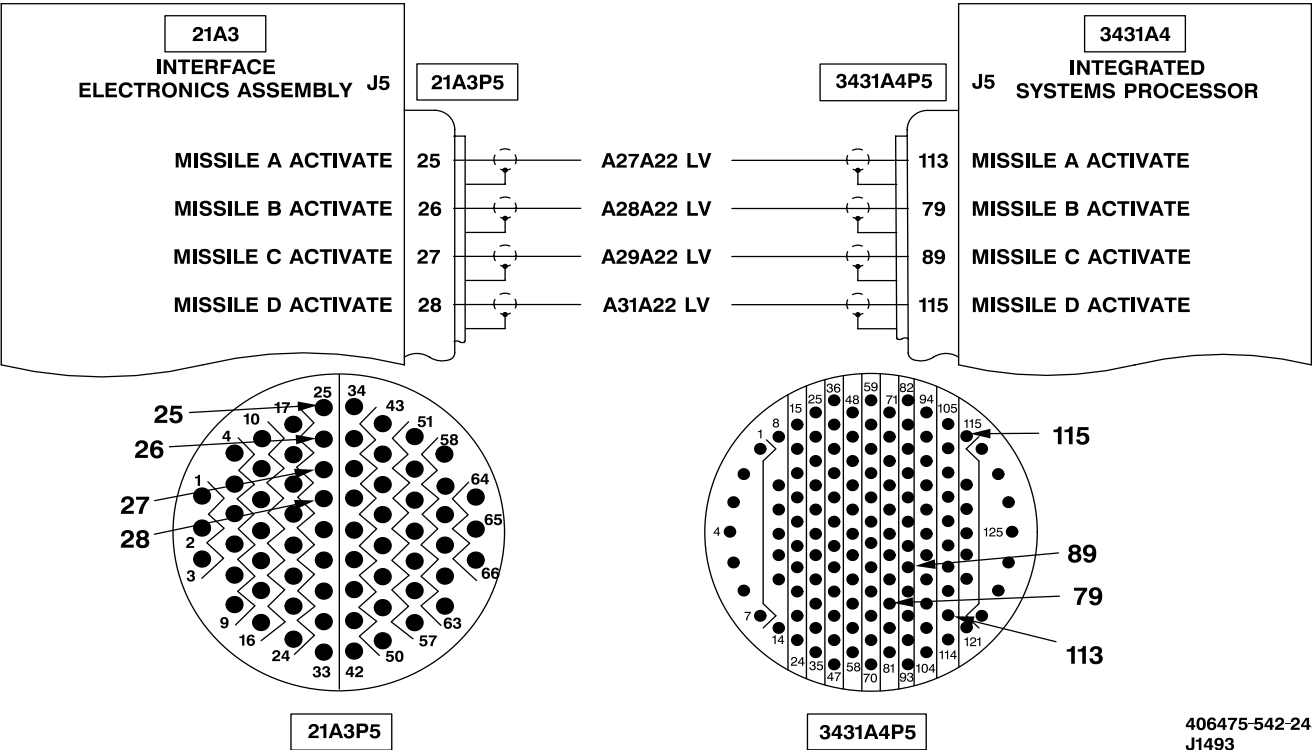 21A3
INTERFACE
ELECTRONICS ASSEMBLY
J5
21A3P5
3431A4P5
3431A4
J5
INTEGRATED
SYSTEMS PROCESSOR
MISSILE A ACTIVATE 25 A27A22 LV 113 MISSILE A ACTIVATE
MISSILE B ACTIVATE 26 A28A22 LV 79 MISSILE B ACTIVATE
MISSILE C ACTIVATE 27 A29A22 LV 89 MISSILE C ACTIVATE
MISSILE D ACTIVATE 28 A31A22 LV 115 MISSILE D ACTIVATE
25
26
27
28
25 34
17 43
10 51
4 58
1 64
2 65
3 66
9 63
16 57
24 50
33 42
21A3P5
36 59 82
25 48 71 94
15 105
8 115
1
4 125
7
14 121
24 114
35 58 81 104
47 70 93
115
89
79
113
3431A4P5
406475-542-24
J1493